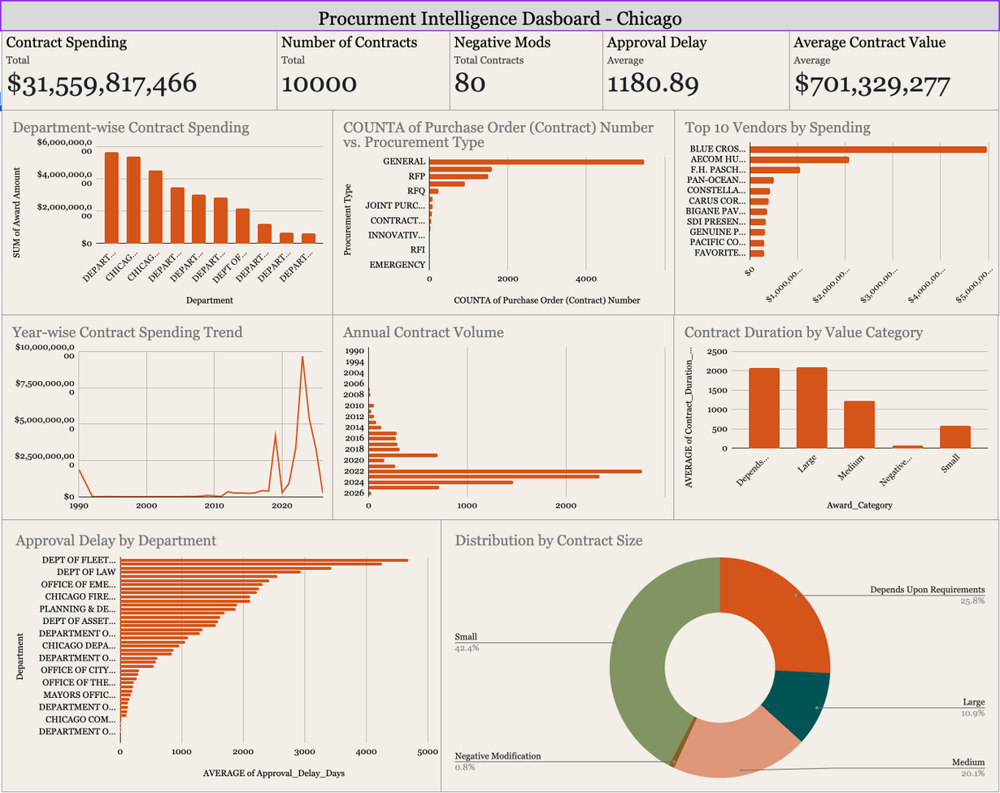 Procurment Intelligence Dasboard - Chicago
Contract Spending
Total
$31,559,817,466
Number of Contracts
Total
10000
Negative Mods
Total Contracts
80
Approval Delay
Average
1180.89
Average Contract Value
Average
$701,329,277
Department-wise Contract Spending
SUM of Award Amount
$6,000,000,0
00
$4,000,000,0
00
$2,000,000,0
00
$0
DEPART...
CHICAG...
CHICAG...
DEPART...
DEPART...
DEPART...
DEPT OF...
DEPART...
DEPART...
DEPART...
Department
COUNTA of Purchase Order (Contract) Number
vs. Procurement Type
Procurement Type
GENERAL
RFP
RFQ
JOINT PURC...
CONTRACT...
INNOVATIV...
RFI
EMERGENCY
0
2000
4000
COUNTA of Purchase Order (Contract) Number
Top 10 Vendors by Spending
BLUE CROS...
AECOM HU...
F.H. PASCH...
PAN-OCEAN...
CONSTELLA...
CARUS COR...
BIGANE PAV...
SDI PRESEN...
GENUINE P...
PACIFIC CO...
FAVORITE...
$0
$1,000,00...
$2,000,00...
$3,000,00...
$4,000,00...
$5,000,00...
Year-wise Contract Spending Trend
$10,000,000,0
00
$7,500,000,00
0
$5,000,000,00
0
$2,500,000,00
0
$0
1990
2000
2010
2020
Annual Contract Volume
1990
1994
2004
2006
2008
2010
2012
2014
2016
2018
2020
2022
2024
2026
0
1000
2000
Contract Duration by Value Category
AVERAGE of Contract_Duration_...
2500
2000
1500
1000
500
0
Depends...
Large
Medium
Negative...
Small
Award_Category
Approval Delay by Department
Department
DEPT OF FLEET...
DEPT OF LAW
OFFICE OF EME...
CHICAGO FIRE...
PLANNING & DE...
DEPT OF ASSET...
DEPARTMENT O...
CHICAGO DEPA...
DEPARTMENT O...
OFFICE OF CITY...
OFFICE OF THE...
MAYORS OFFIC...
DEPARTMENT O...
CHICAGO COM...
DEPARTMENT O...
0
1000
2000
3000
4000
5000
AVERAGE of Approval_Delay_Days
Distribution by Contract Size
Depends Upon Requirements
25.8%
Small
42.4%
Large
10.9%
Negative Modification
0.8%
Medium
20.1%